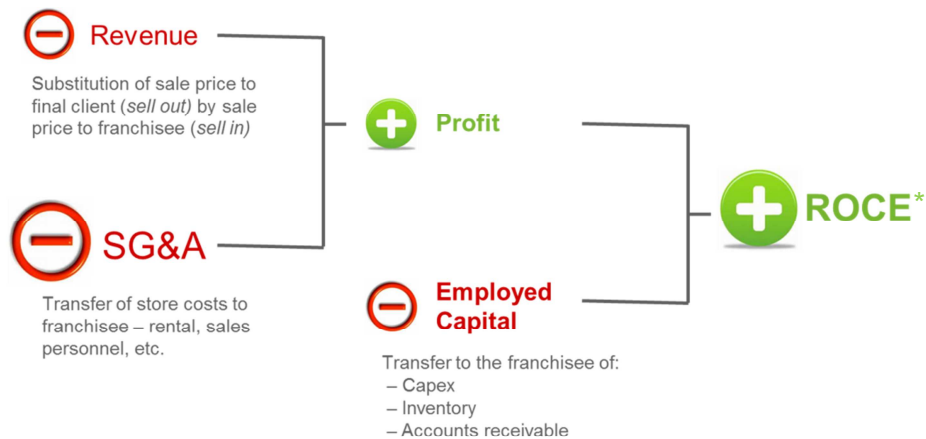 Revenue
Substitution of sale price to
final client (sell out) by sale
price to franchisee (sell in)
Profit
ROCE*
SG&A
Transfer of store costs to
franchisee – rental, sales
personnel, etc.
Employed
Capital
Transfer to the franchisee of:
– Capex
– Inventory
– Accounts receivable